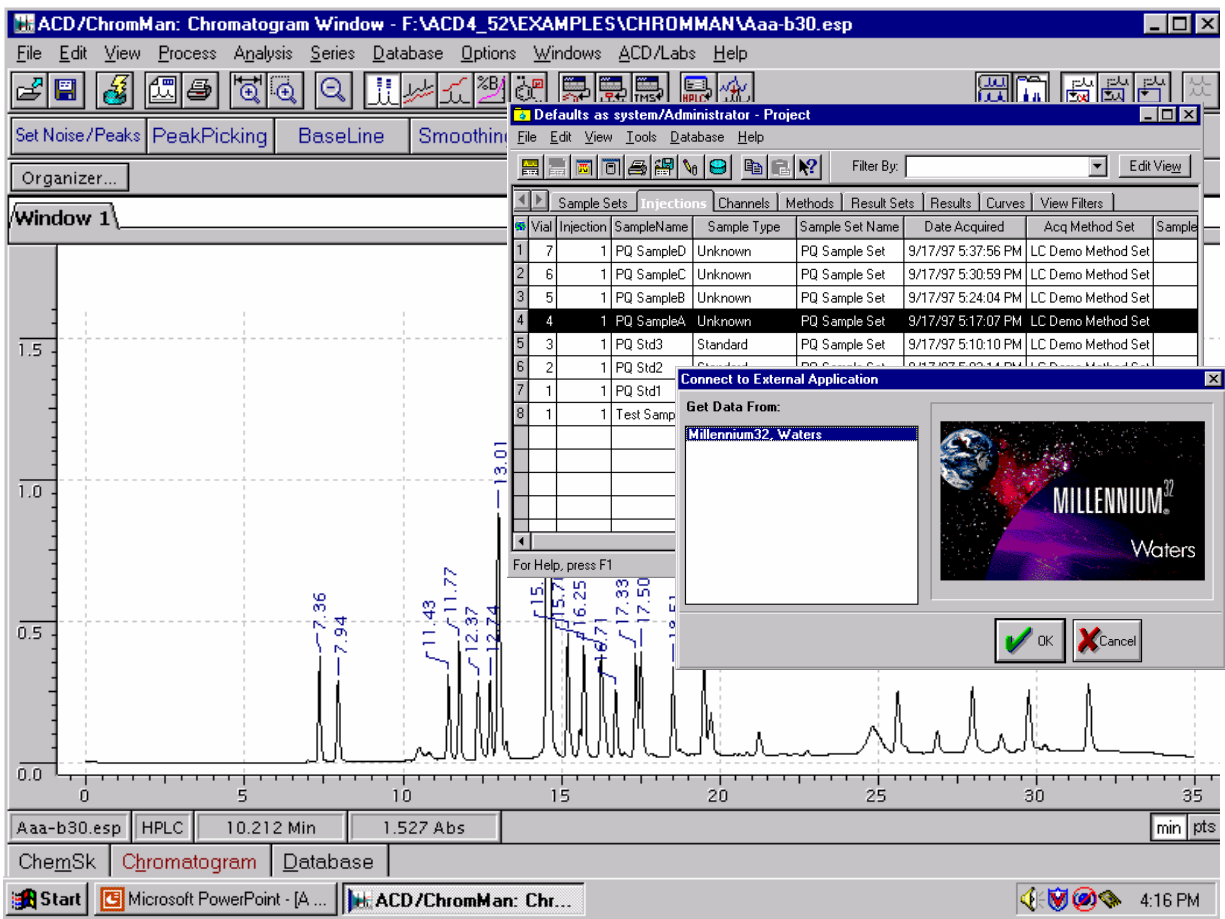 ACD/ChromMan: Chromatogram Window - F:\ACD4_52\EXAMPLES\CHROMMAN\Aaa-b30.esp
File Edit View Process Analysis Series Database Options Windows ACD/Labs Help
%B/
TMS
HPLC
Set Noise/Peaks PeakPicking BaseLine Smoothin
Organizer...
Window 1
Defaults as system/Administrator - Project
File Edit View Tools Database Help
Filter By: Edit View
Sample Sets Injections Channels Methods Result Sets Results Curves View Filters
Vial Injection SampleName Sample Type Sample Set Name Date Acquired Acq Method Set Sample
1 7 1 PQ SampleD Unknown PQ Sample Set 9/17/97 5:37:56 PM LC Demo Method Set
2 6 1 PQ SampleC Unknown PQ Sample Set 9/17/97 5:30:59 PM LC Demo Method Set
3 5 1 PQ SampleB Unknown PQ Sample Set 9/17/97 5:24:04 PM LC Demo Method Set
4 4 1 PQ SampleA Unknown PQ Sample Set 9/17/97 5:17:07 PM LC Demo Method Set
5 3 1 PQ Std3 Standard PQ Sample Set 9/17/97 5:10:10 PM LC Demo Method Set
6 2 1 PQ Std2
7 1 1 PQ Std1
8 1 1 Test Samp
For Help, press F1
Connect to External Application
Get Data From:
Millennium32, Waters
MILLENNIUM 32
Waters
OK Cancel
1.5
1.0
0.5
0.0
7.36
7.94
11.43
11.77
12.37
12.74
13.01
15.
15.7
16.25
16.71
17.33
17.50
0 5 10 15 20 25 30 35
Aaa-b30.esp HPLC 10.212 Min 1.527 Abs min pts
ChemSk Chromatogram Database
Start Microsoft PowerPoint - [A ... ACD/ChromMan: Chr... 4:16 PM